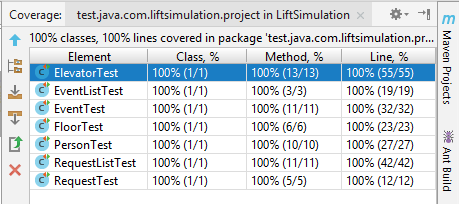 Coverage: test.java.com.liftsimulation.project in LiftSimulation
100% classes, 100% lines covered in package 'test.java.com.liftsimulation.pr...
Element Class, % Method, % Line, %
ElevatorTest 100% (1/1) 100% (13/13) 100% (55/55)
EventListTest 100% (1/1) 100% (3/3) 100% (19/19)
EventTest 100% (1/1) 100% (11/11) 100% (32/32)
FloorTest 100% (1/1) 100% (6/6) 100% (23/23)
PersonTest 100% (1/1) 100% (10/10) 100% (27/27)
RequestListTest 100% (1/1) 100% (11/11) 100% (42/42)
RequestTest 100% (1/1) 100% (5/5) 100% (12/12)
Maven Projects
Ant Build